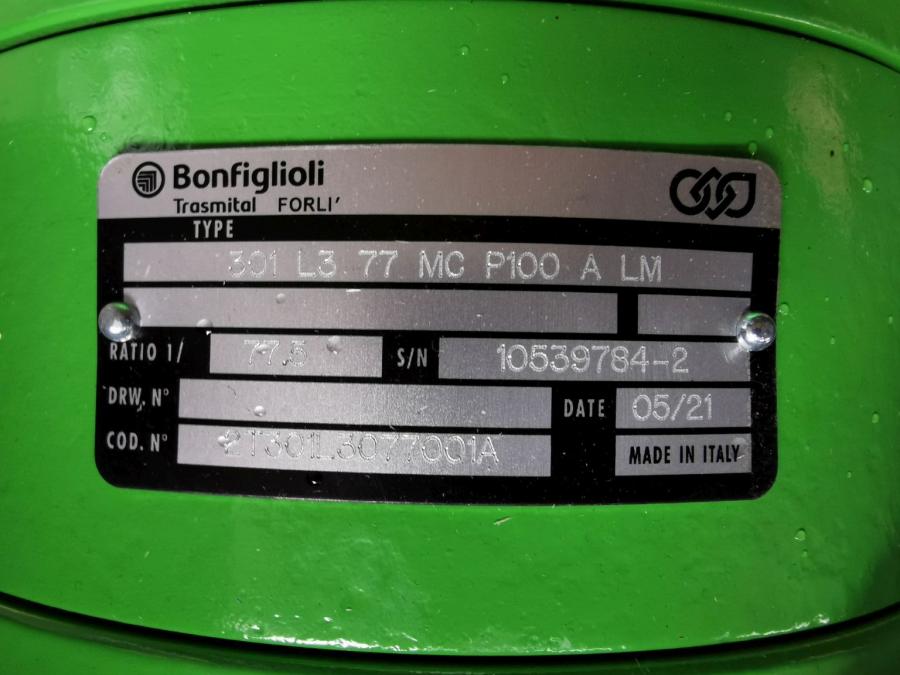 Bonfiglioli
Trasmital FORLI'
TYPE
301 L3 77 MC P100 A LM
RATIO 1/ 77.5 S/N 10539784-2
DRW. N° DATE 05/21
COD. N° 2T301L3077001A MADE IN ITALY